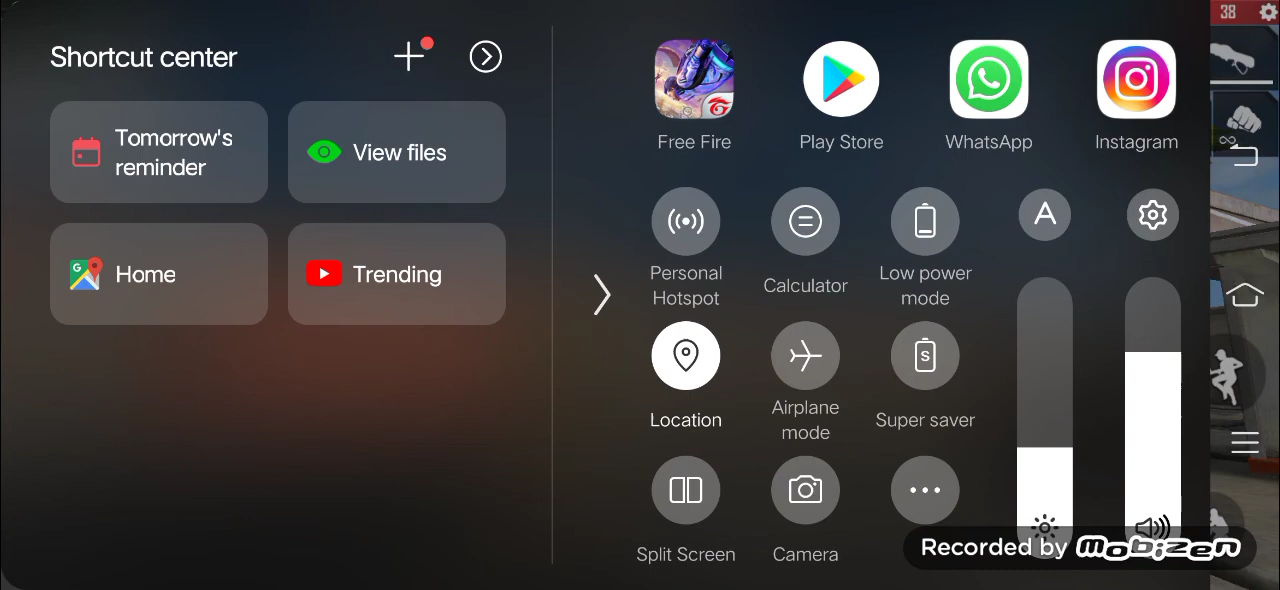 Shortcut center
Tomorrow's
reminder
View files
Home
Trending
Free Fire
Play Store
WhatsApp
Instagram
Personal
Hotspot
Calculator
Low power
mode
A
Location
Airplane
mode
S
Super saver
Split Screen
Camera
38
Recorded by Mobizen